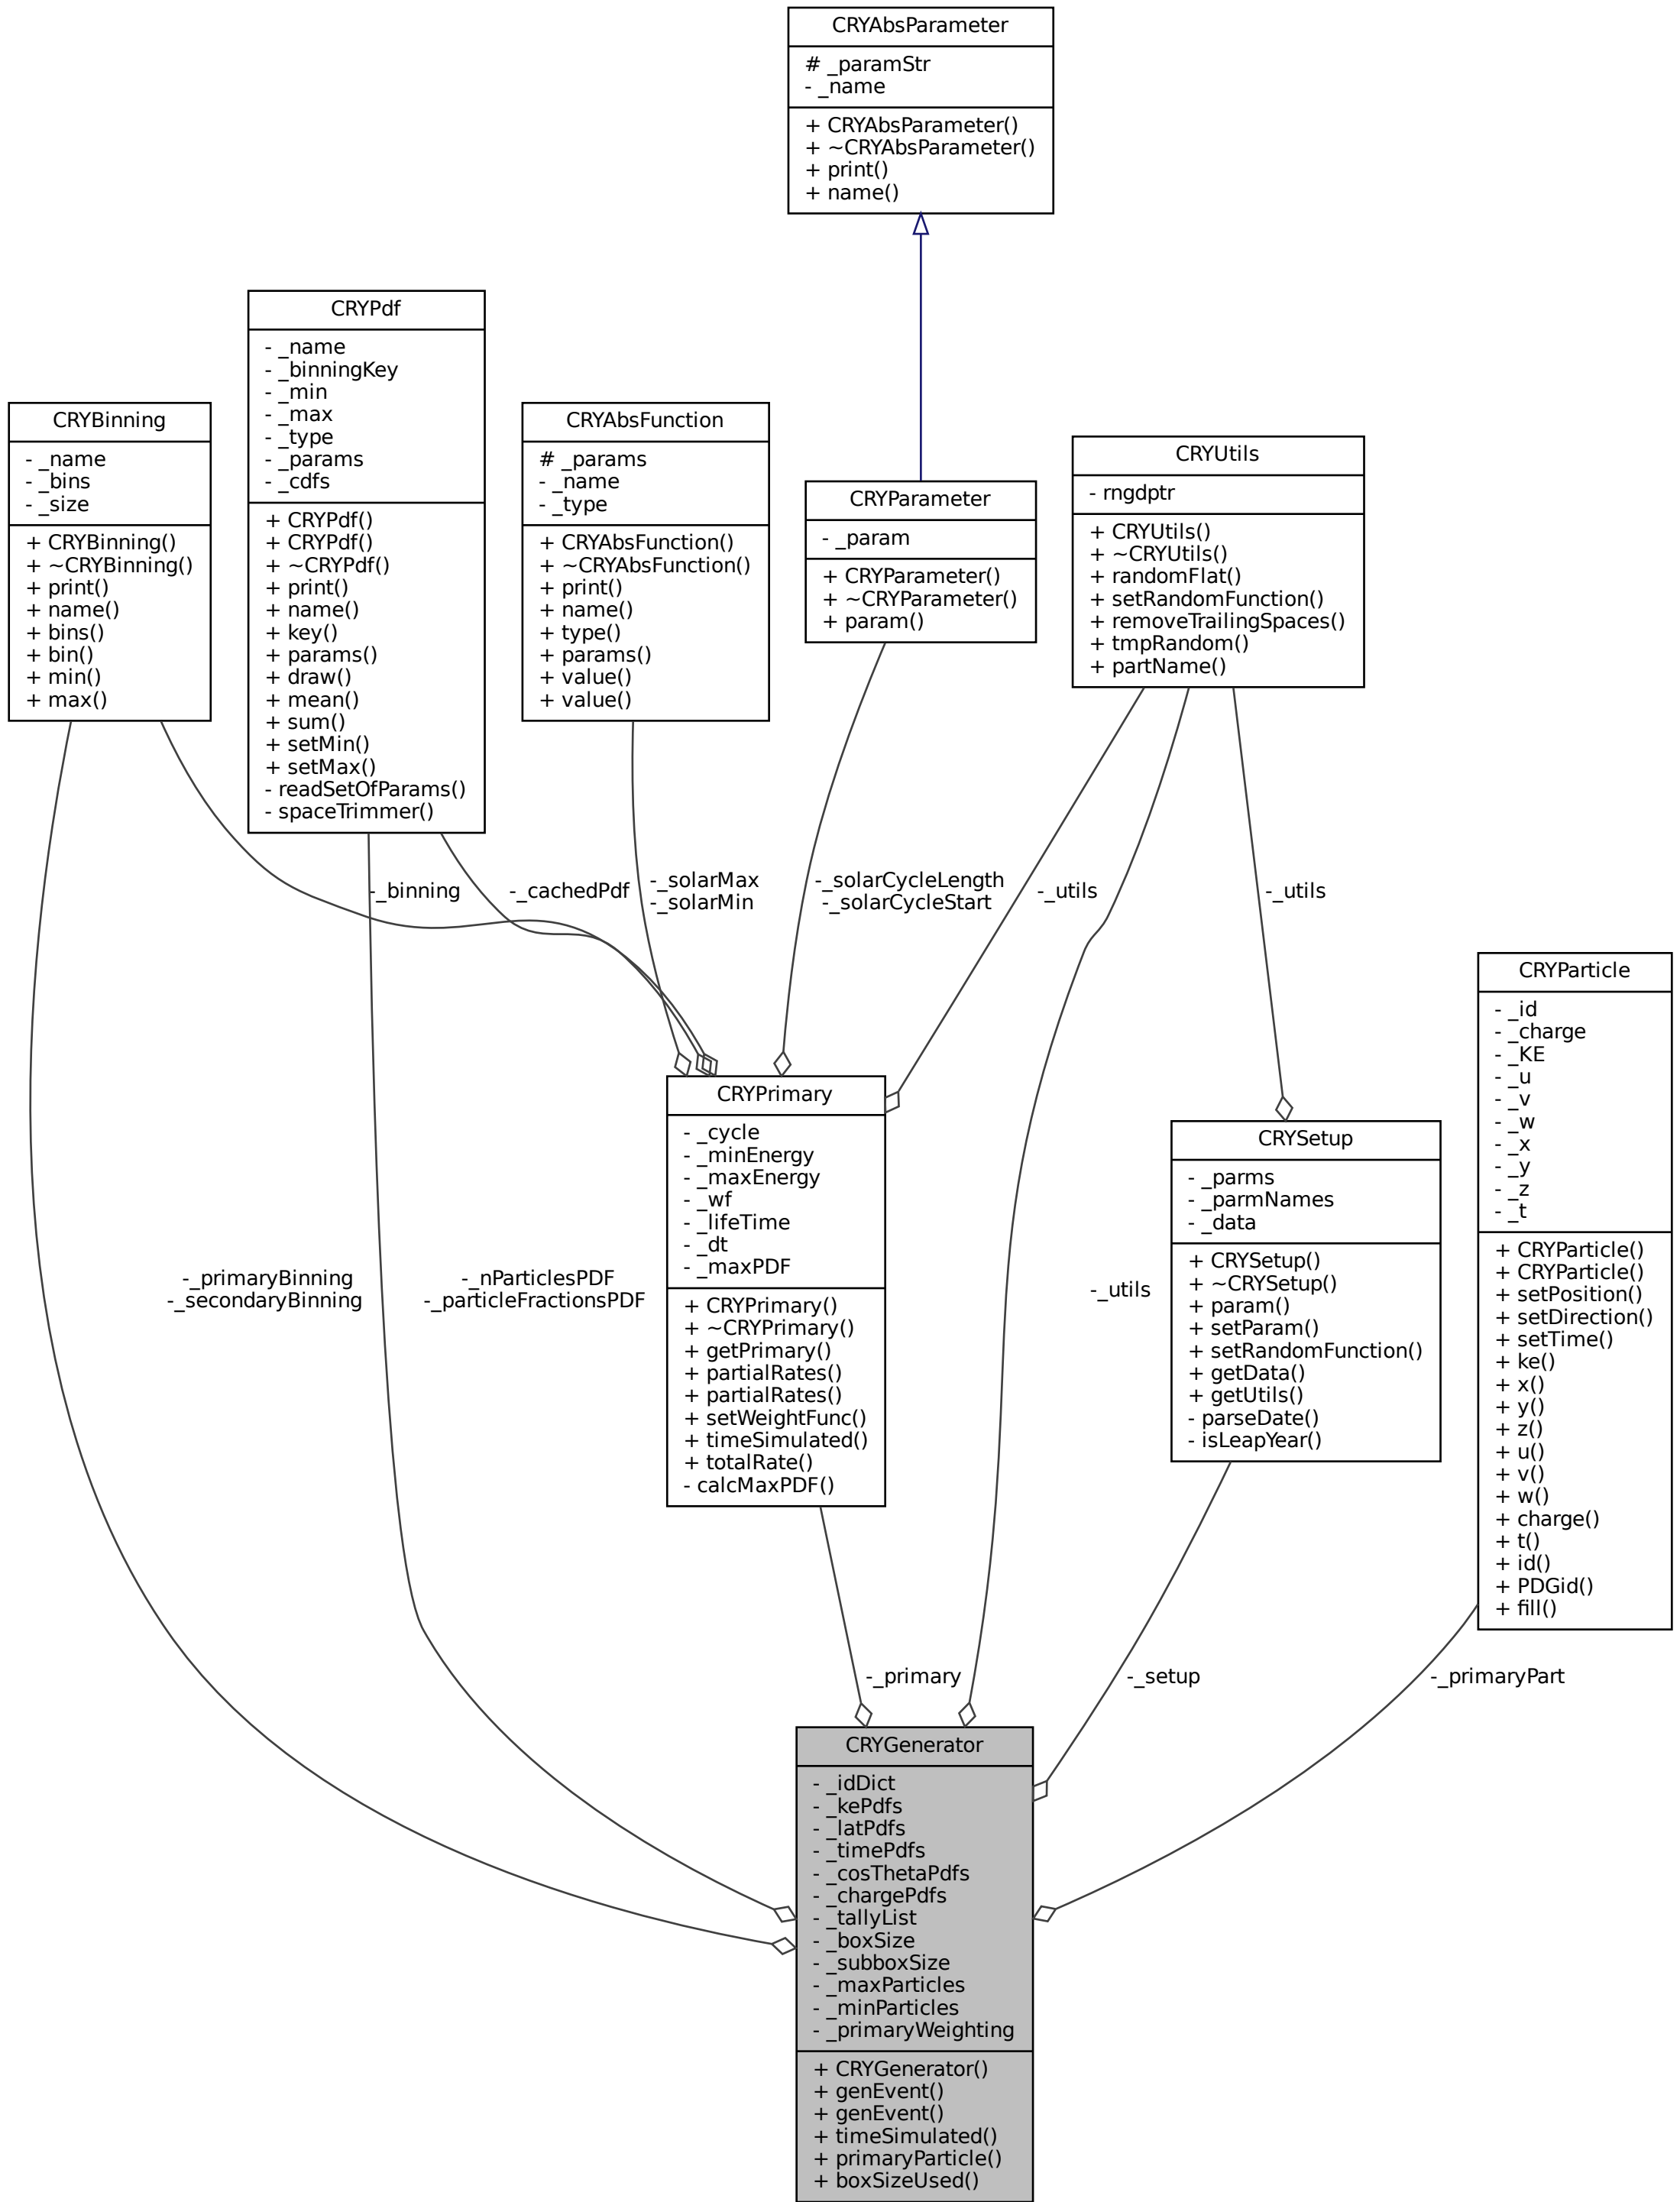 CRYAbsParameter
# _paramStr
- _name
+ CRYAbsParameter()
+ ~CRYAbsParameter()
+ print()
+ name()
CRYPdf
- _name
- _binningKey
- _min
- _max
- _type
- _params
- _cdfs
+ CRYPdf()
+ CRYPdf()
+ ~CRYPdf()
+ print()
+ name()
+ key()
+ params()
+ draw()
+ mean()
+ sum()
+ setMin()
+ setMax()
- readSetOfParams()
- spaceTrimmer()
CRYBinning
- _name
- _bins
- _size
+ CRYBinning()
+ ~CRYBinning()
+ print()
+ name()
+ bins()
+ bin()
+ min()
+ max()
CRYAbsFunction
# _params
- _name
- _type
+ CRYAbsFunction()
+ ~CRYAbsFunction()
+ print()
+ name()
+ type()
+ params()
+ value()
+ value()
CRYParameter
- _param
+ CRYParameter()
+ ~CRYParameter()
+ param()
CRYUtils
- rngdptr
+ CRYUtils()
+ ~CRYUtils()
+ randomFlat()
+ setRandomFunction()
+ removeTrailingSpaces()
+ tmpRandom()
+ partName()
-_binning
-_cachedPdf
-_solarMax
-_solarMin
-_solarCycleLength
-_solarCycleStart
-_utils
-_utils
CRYParticle
- _id
- _charge
- _KE
- _u
- _v
- _w
- _x
- _y
- _z
- _t
+ CRYParticle()
+ CRYParticle()
+ setPosition()
+ setDirection()
+ setTime()
+ ke()
+ x()
+ y()
+ z()
+ u()
+ v()
+ w()
+ charge()
+ t()
+ id()
+ PDGid()
+ fill()
CRYPrimary
- _cycle
- _minEnergy
- _maxEnergy
- _wf
- _lifeTime
- _dt
- _maxPDF
+ CRYPrimary()
+ ~CRYPrimary()
+ getPrimary()
+ partialRates()
+ partialRates()
+ setWeightFunc()
+ timeSimulated()
+ totalRate()
- calcMaxPDF()
CRYSetup
- _parms
- _parmNames
- _data
+ CRYSetup()
+ ~CRYSetup()
+ param()
+ setParam()
+ setRandomFunction()
+ getData()
+ getUtils()
- parseDate()
- isLeapYear()
-_primaryBinning
-_secondaryBinning
-_nParticlesPDF
-_particleFractionsPDF
-_utils
-_primary
-_setup
-_primaryPart
CRYGenerator
- _idDict
- _kePdfs
- _latPdfs
- _timePdfs
- _cosThetaPdfs
- _chargePdfs
- _tallyList
- _boxSize
- _subboxSize
- _maxParticles
- _minParticles
- _primaryWeighting
+ CRYGenerator()
+ genEvent()
+ genEvent()
+ timeSimulated()
+ primaryParticle()
+ boxSizeUsed()